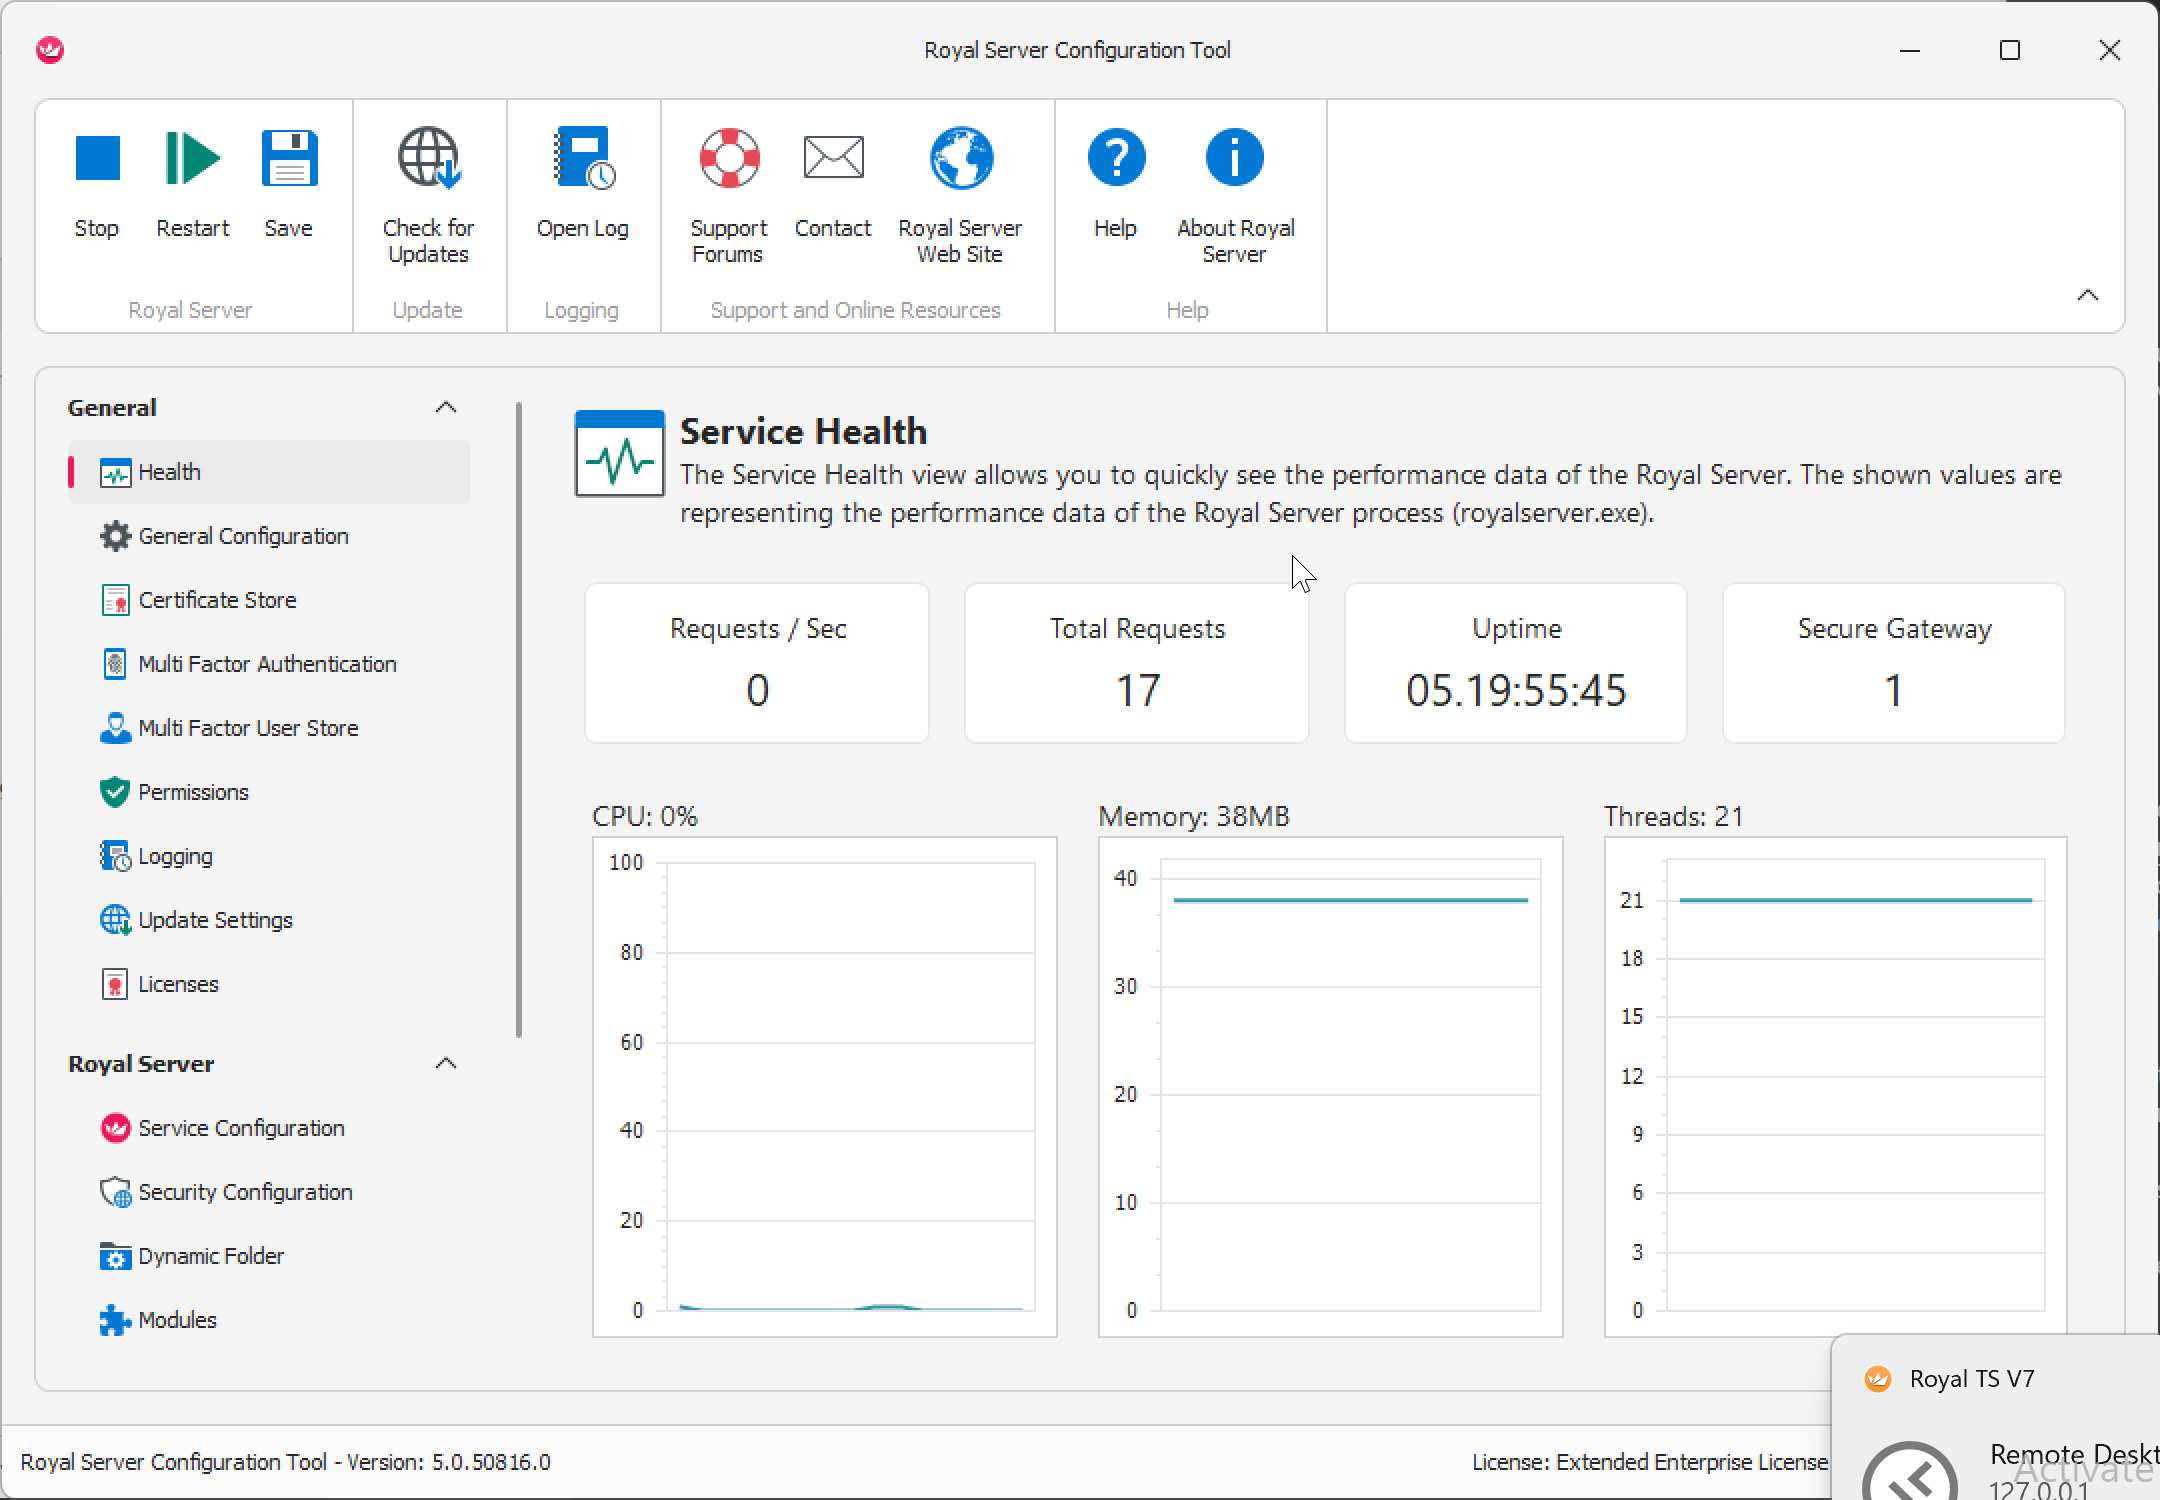 Royal Server Configuration Tool
Stop
Restart
Save
Royal Server
Check for
Updates
Update
Open Log
Logging
Support
Forums
Contact
Royal Server
Web Site
Support and Online Resources
Help
About Royal
Server
Help
General
Health
General Configuration
Certificate Store
Multi Factor Authentication
Multi Factor User Store
Permissions
Logging
Update Settings
Licenses
Royal Server
Service Configuration
Security Configuration
Dynamic Folder
Modules
Service Health
The Service Health view allows you to quickly see the performance data of the Royal Server. The shown values are
representing the performance data of the Royal Server process (royalserver.exe).
Requests / Sec
0
Total Requests
17
Uptime
05.19:55:45
Secure Gateway
1
CPU: 0%
100
80
60
40
20
0
Memory: 38MB
40
30
20
10
0
Threads: 21
21
18
15
12
9
6
3
0
Royal TS V7
Remote Deskt
Activate
127.0.0.1
Royal Server Configuration Tool - Version: 5.0.50816.0
License: Extended Enterprise License